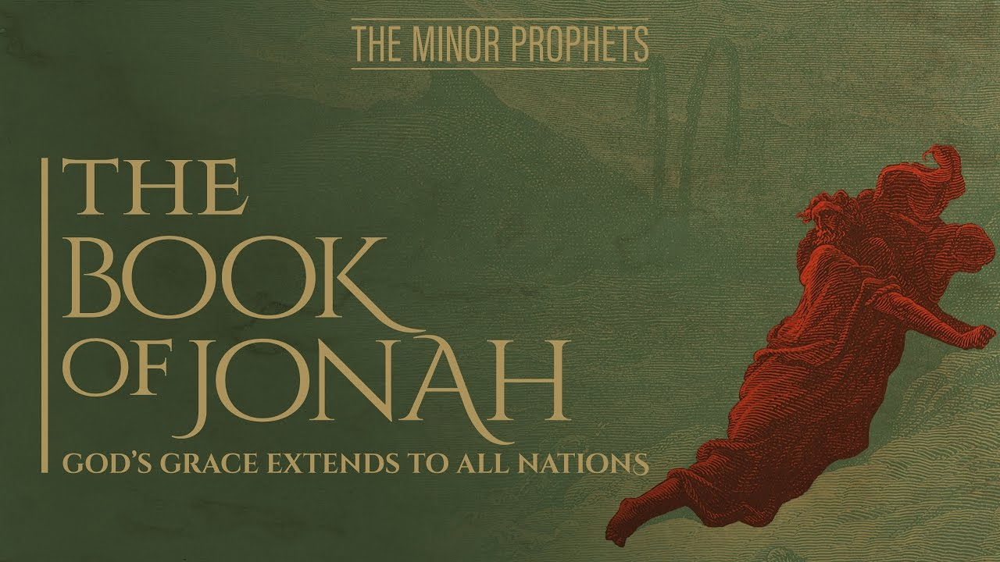 THE MINOR PROPHETS
THE
BOOK
OF JONAH
GOD'S GRACE EXTENDS TO ALL NATIONS